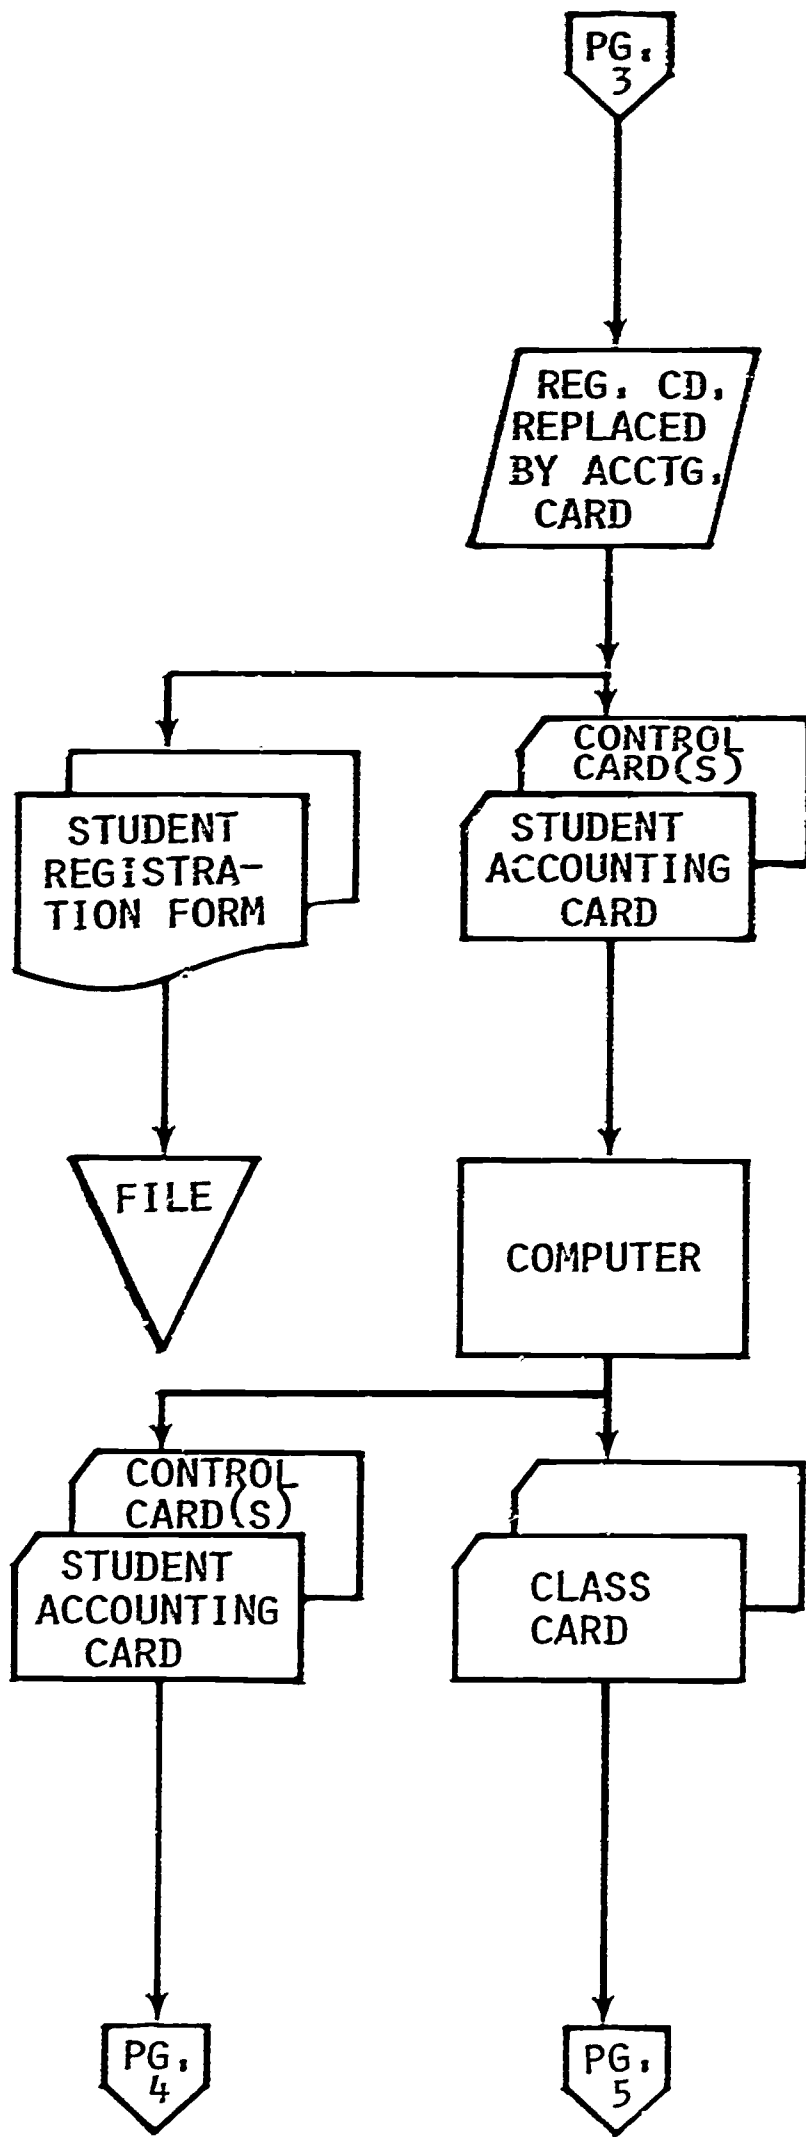 PG.
3
REG. CD.
REPLACED
BY ACCTG.
CARD
STUDENT
REGISTRA-
TION FORM
CONTROL
CARD(S)
STUDENT
ACCOUNTING
CARD
FILE
COMPUTER
CONTROL
CARD(S)
STUDENT
ACCOUNTING
CARD
CLASS
CARD
PG.
4
PG.
5